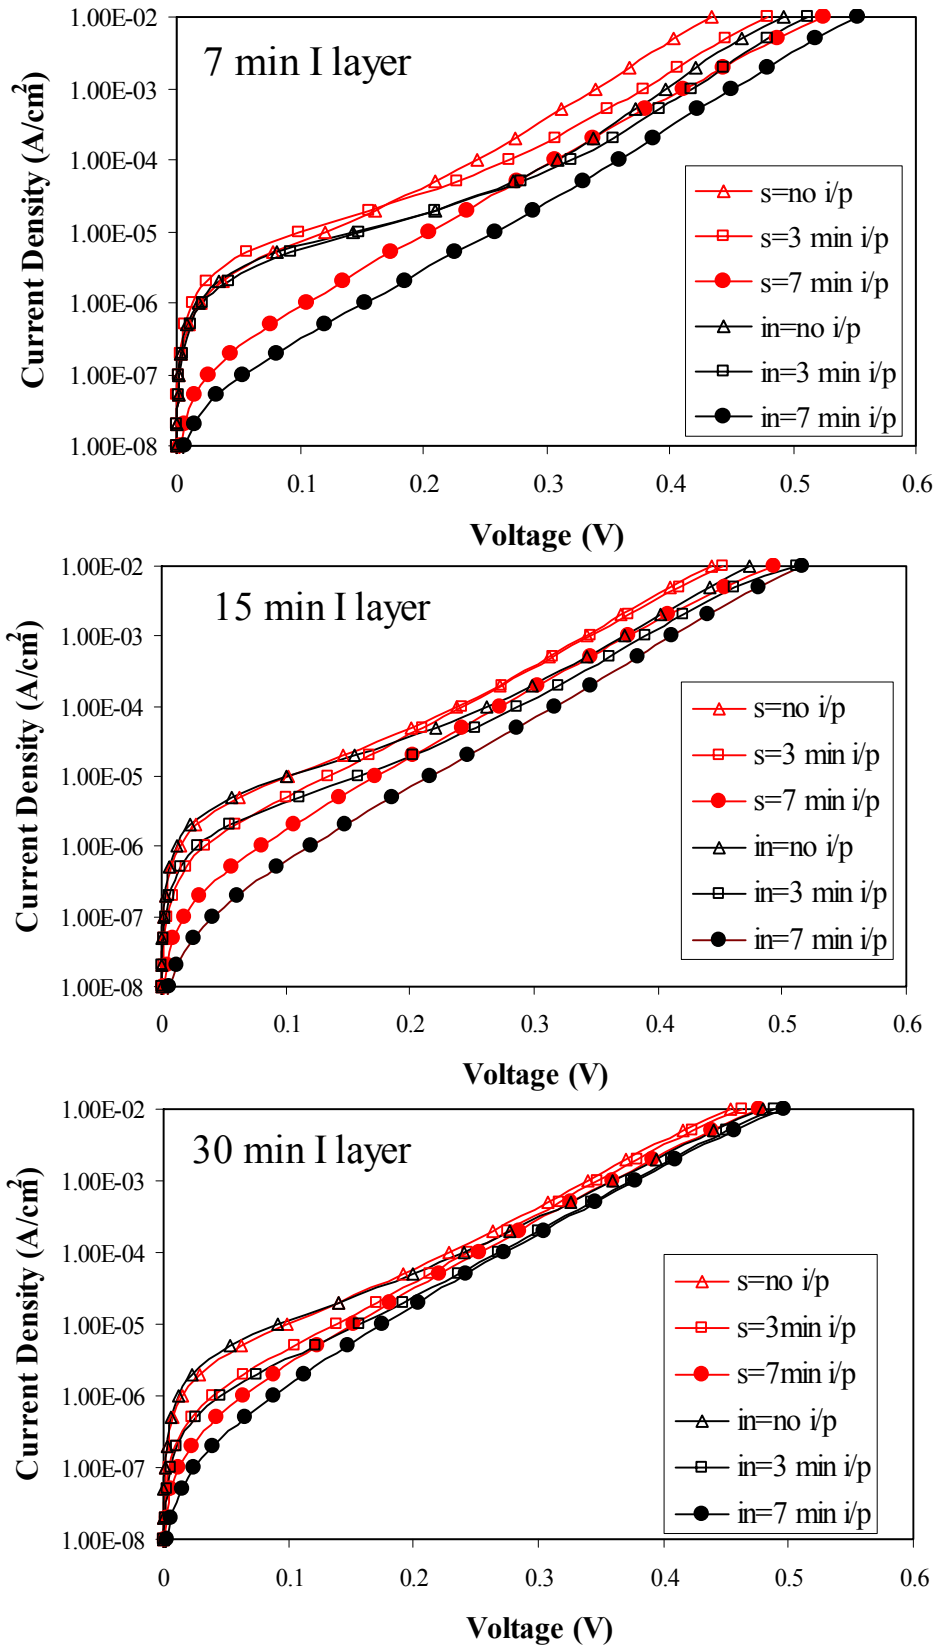 1.00E-02
7 min I layer
1.00E-03
1.00E-04
1.00E-05
1.00E-06
1.00E-07
1.00E-08
Current Density (A/cm²)
s=no i/p
s=3 min i/p
s=7 min i/p
in=no i/p
in=3 min i/p
in=7 min i/p
0 0.1 0.2 0.3 0.4 0.5 0.6
Voltage (V)
1.00E-02
15 min I layer
1.00E-03
1.00E-04
1.00E-05
1.00E-06
1.00E-07
1.00E-08
Current Density (A/cm²)
s=no i/p
s=3 min i/p
s=7 min i/p
in=no i/p
in=3 min i/p
in=7 min i/p
0 0.1 0.2 0.3 0.4 0.5 0.6
Voltage (V)
1.00E-02
30 min I layer
1.00E-03
1.00E-04
1.00E-05
1.00E-06
1.00E-07
1.00E-08
Current Density (A/cm²)
s=no i/p
s=3min i/p
s=7min i/p
in=no i/p
in=3 min i/p
in=7 min i/p
0 0.1 0.2 0.3 0.4 0.5 0.6
Voltage (V)